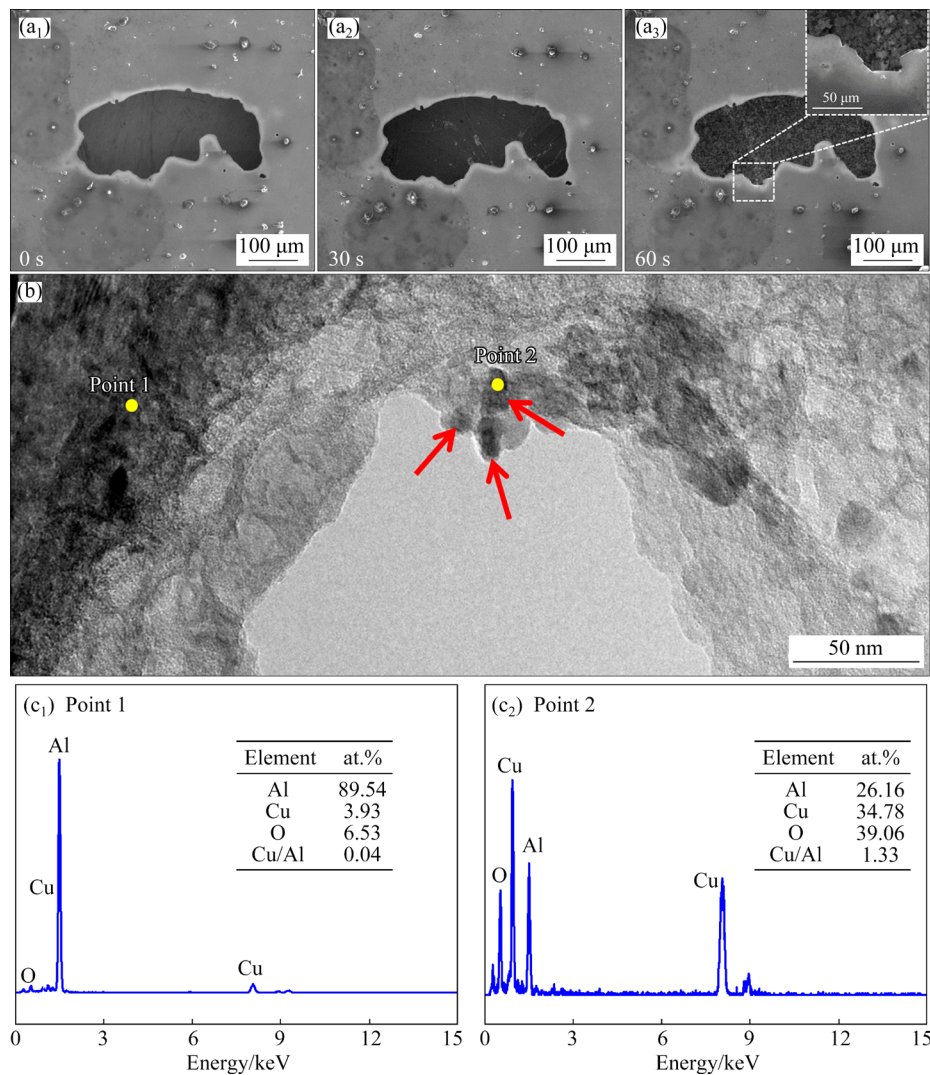 (a₁)
0 s
100 μm
(a₂)
30 s
100 μm
(a₃)
50 μm
60 s
100 μm
(b)
Point 1
Point 2
50 nm
(c₁) Point 1
Al
Cu
O
Cu
Element at.%
Al 89.54
Cu 3.93
O 6.53
Cu/Al 0.04
0 3 6 9 12 15
Energy/keV
(c₂) Point 2
Cu
O
Al
Cu
Element at.%
Al 26.16
Cu 34.78
O 39.06
Cu/Al 1.33
0 3 6 9 12 15
Energy/keV